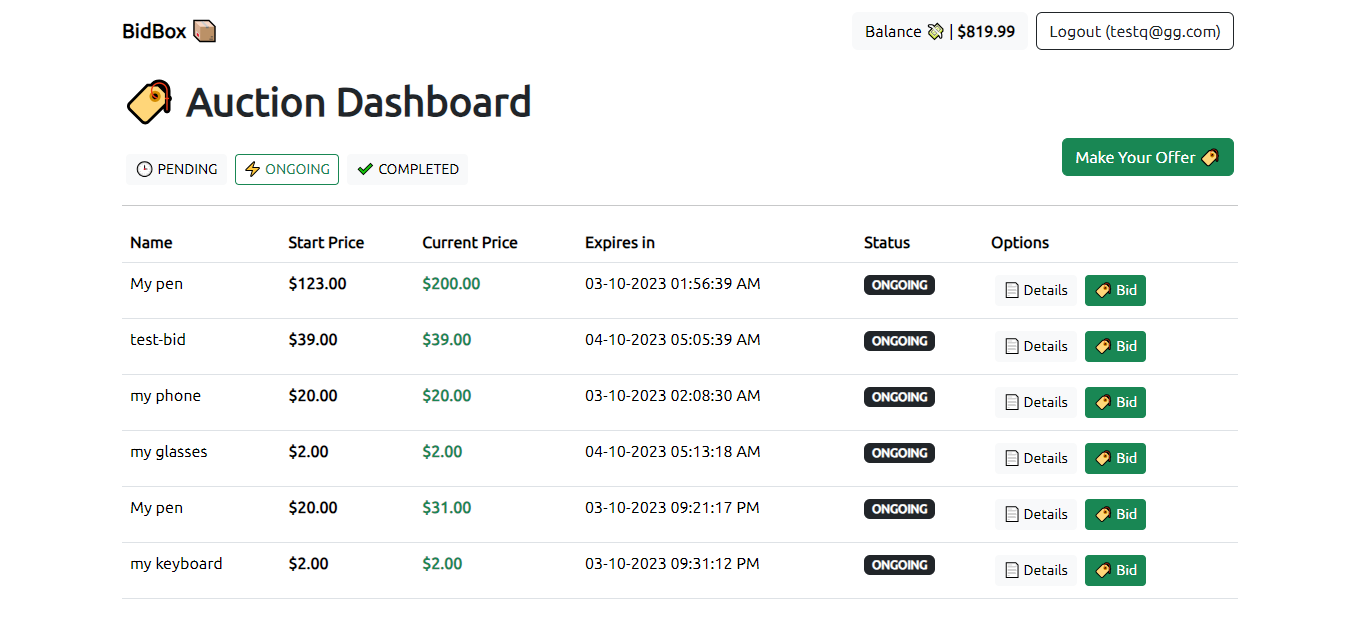 BidBox
Balance | $819.99
Logout (testq@gg.com)
Auction Dashboard
PENDING
ONGOING
COMPLETED
Make Your Offer
Name Start Price Current Price Expires in Status Options
My pen $123.00 $200.00 03-10-2023 01:56:39 AM ONGOING Details Bid
test-bid $39.00 $39.00 04-10-2023 05:05:39 AM ONGOING Details Bid
my phone $20.00 $20.00 03-10-2023 02:08:30 AM ONGOING Details Bid
my glasses $2.00 $2.00 04-10-2023 05:13:18 AM ONGOING Details Bid
My pen $20.00 $31.00 03-10-2023 09:21:17 PM ONGOING Details Bid
my keyboard $2.00 $2.00 03-10-2023 09:31:12 PM ONGOING Details Bid